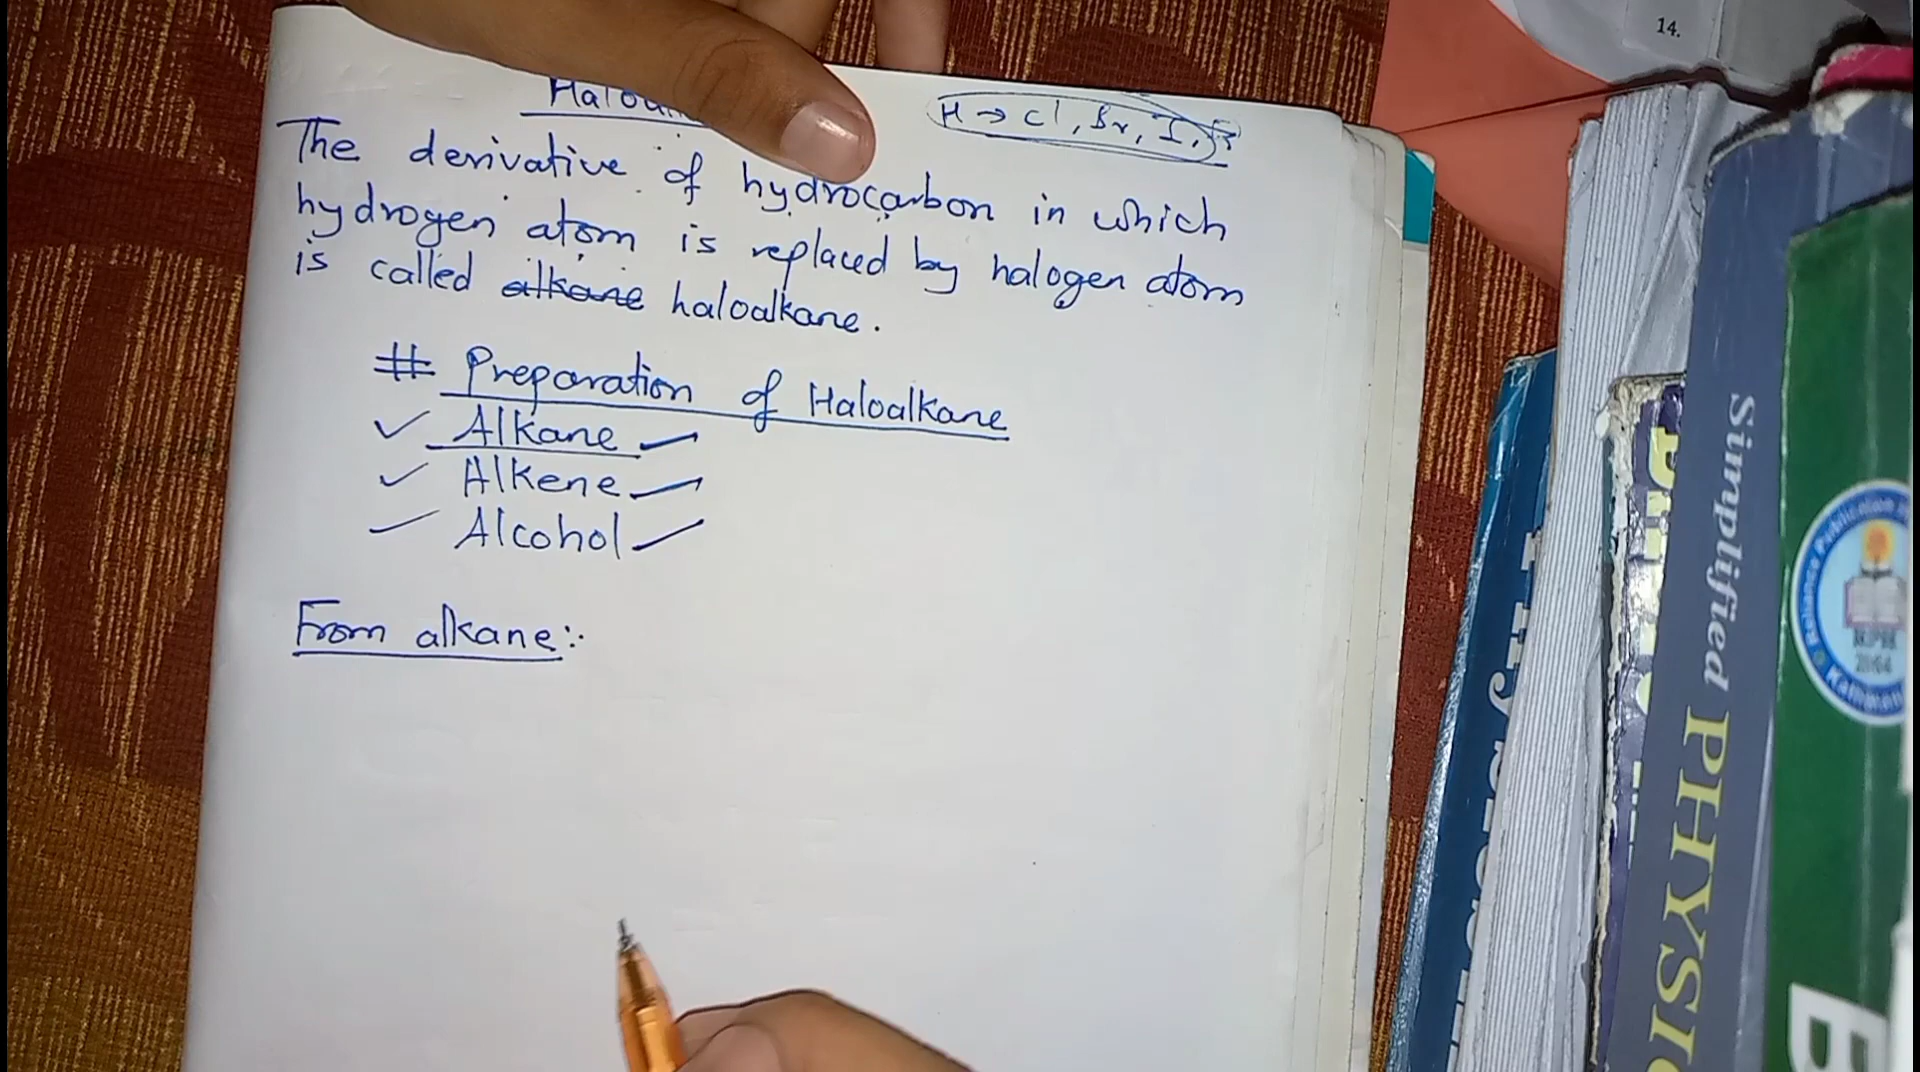 14.
H → Cl, Br, I, F
The derivative of hydrocarbon in which
hydrogen atom is replaced by halogen atom
is called alkane haloalkane.
# Preparation of Haloalkane
✓ Alkane
✓ Alkene
Alcohol
From alkane:
Simplified PHYSIC
B